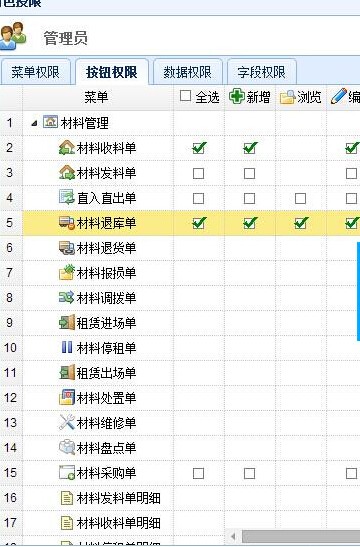 管理员
菜单权限 按钮权限 数据权限 字段权限
菜单 全选 新增 浏览
1 材料管理
2 材料收料单
3 材料发料单
4 直入直出单
5 材料退库单
6 材料退货单
7 材料报损单
8 材料调拨单
9 租赁进场单
10 材料停租单
11 租赁出场单
12 材料处置单
13 材料维修单
14 材料盘点单
15 材料采购单
16 材料发料单明细
17 材料收料单明细